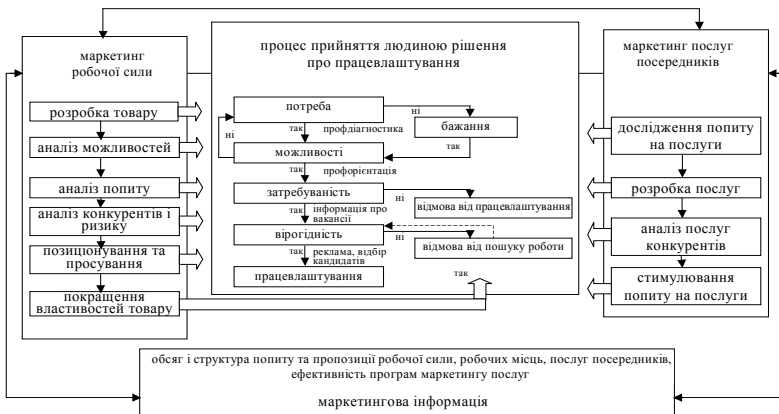 маркетинг
робочої сили
розробка товару
аналіз можливостей
аналіз попиту
аналіз конкурентів і
ризику
позиціонування та
просування
покращення
властивостей товару
процес прийняття людиною рішення
про працевлаштування
потреба
ні
так
профдіагностика
бажання
ні
так
можливості
так
профорієнтація
затребуваність
ні
відмова від працевлаштування
так
інформація про
вакансії
вірогідність
ні
відмова від пошуку роботи
так
реклама, відбір
кандидатів
так
працевлаштування
маркетинг послуг
посередників
дослідження попиту
на послуги
розробка послуг
аналіз послуг
конкурентів
стимулювання
попиту на послуги
обсяг і структура попиту та пропозиції робочої сили, робочих місць, послуг посередників,
ефективність програм маркетингу послуг
маркетингова інформація